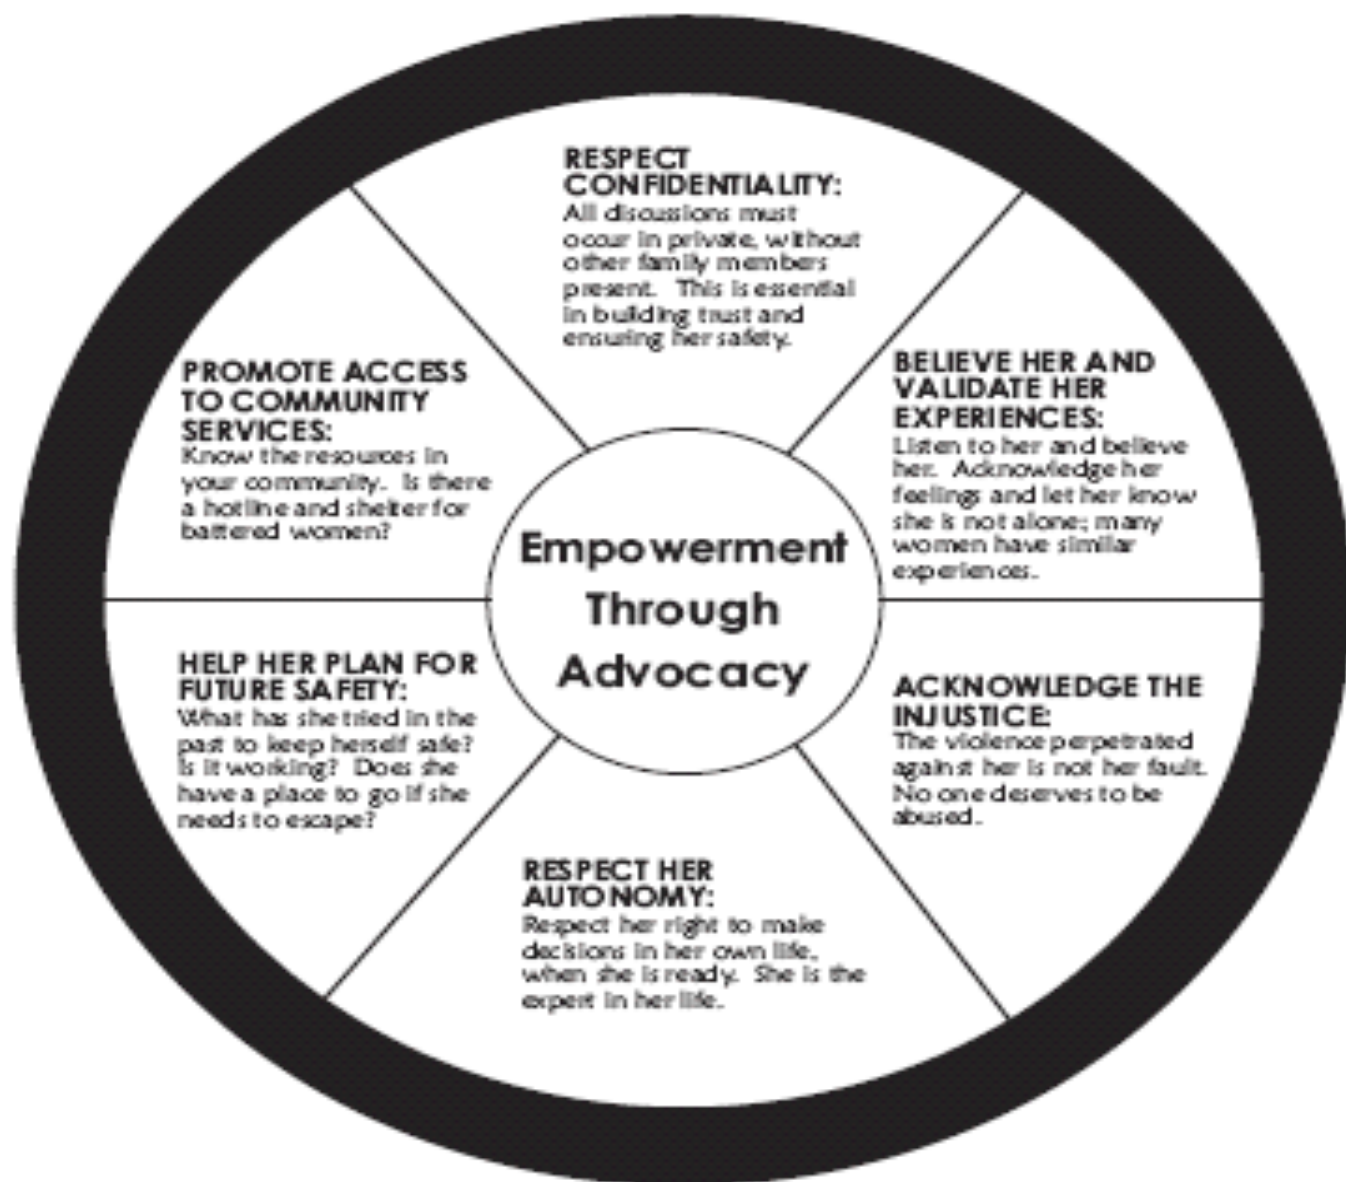 RESPECT
CONFIDENTIALITY:
All discussions must
occur in private, without
other family members
present. This is essential
in building trust and
ensuring her safety.
BELIEVE HER AND
VALIDATE HER
EXPERIENCES:
Listen to her and believe
her. Acknowledge her
feelings and let her know
she is not alone; many
women have similar
experiences.
ACKNOWLEDGE THE
INJUSTICE:
The violence perpetrated
against her is not her fault.
No one deserves to be
abused.
RESPECT HER
AUTONOMY:
Respect her right to make
decisions in her own life,
when she is ready. She is the
expert in her life.
HELP HER PLAN FOR
FUTURE SAFETY:
What has she tried in the
past to keep herself safe?
Is it working? Does she
have a place to go if she
needs to escape?
PROMOTE ACCESS
TO COMMUNITY
SERVICES:
Know the resources in
your community. Is there
a hotline and shelter for
battered women?
Empowerment
Through
Advocacy